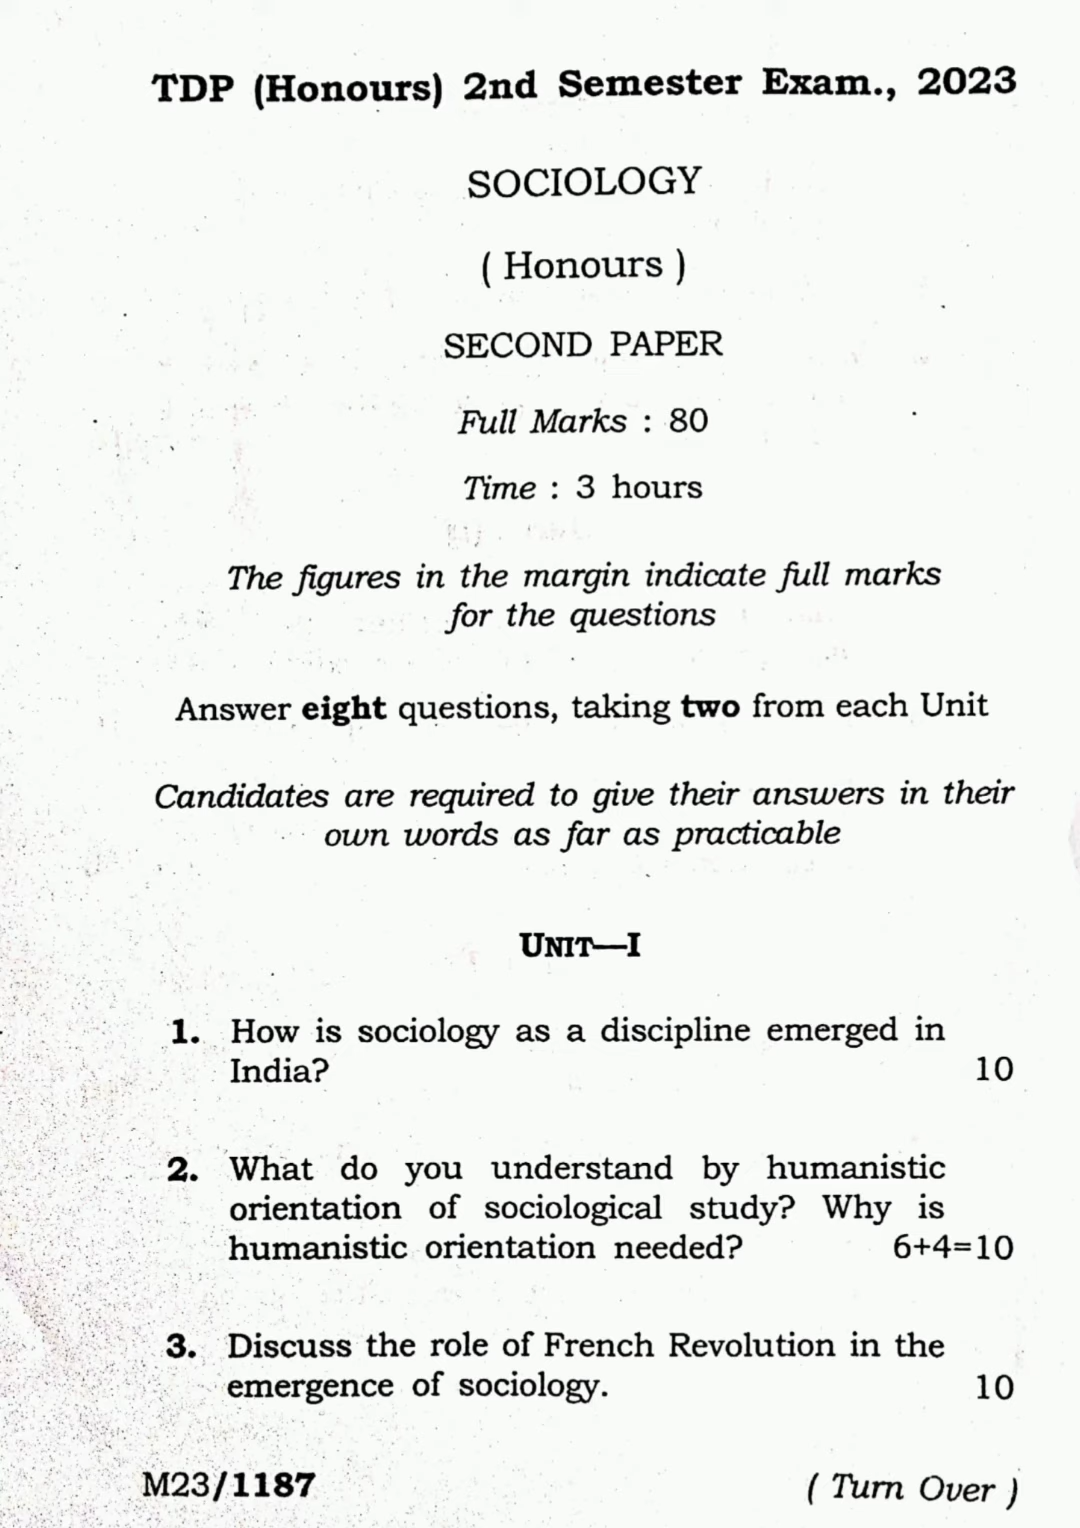 TDP (Honours) 2nd Semester Exam., 2023
SOCIOLOGY
( Honours )
SECOND PAPER
Full Marks : 80
Time : 3 hours
The figures in the margin indicate full marks
for the questions
Answer eight questions, taking two from each Unit
Candidates are required to give their answers in their
own words as far as practicable
UNIT—I
1. How is sociology as a discipline emerged in
India? 10
2. What do you understand by humanistic
orientation of sociological study? Why is
humanistic orientation needed? 6+4=10
3. Discuss the role of French Revolution in the
emergence of sociology. 10
M23/1187 ( Turn Over )